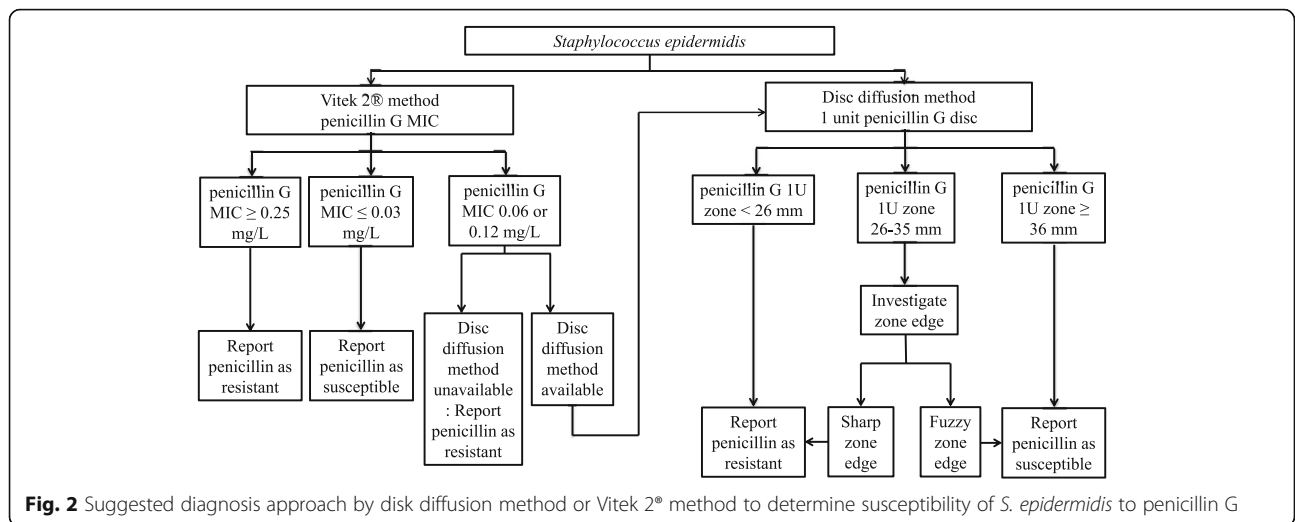 Staphylococcus epidermidis
Vitek 2® method
penicillin G MIC
Disc diffusion method
1 unit penicillin G disc
penicillin G
MIC ≥ 0.25
mg/L
penicillin G
MIC ≤ 0.03
mg/L
penicillin G
MIC 0.06 or
0.12 mg/L
penicillin G 1U
zone < 26 mm
penicillin G
1U zone
26-35 mm
penicillin G
1U zone ≥
36 mm
Investigate
zone edge
Report
penicillin as
resistant
Report
penicillin as
susceptible
Disc
diffusion
method
unavailable
: Report
penicillin as
resistant
Disc
diffusion
method
available
Report
penicillin as
resistant
Sharp
zone
edge
Fuzzy
zone
edge
Report
penicillin as
susceptible
Fig. 2 Suggested diagnosis approach by disk diffusion method or Vitek 2® method to determine susceptibility of S. epidermidis to penicillin G